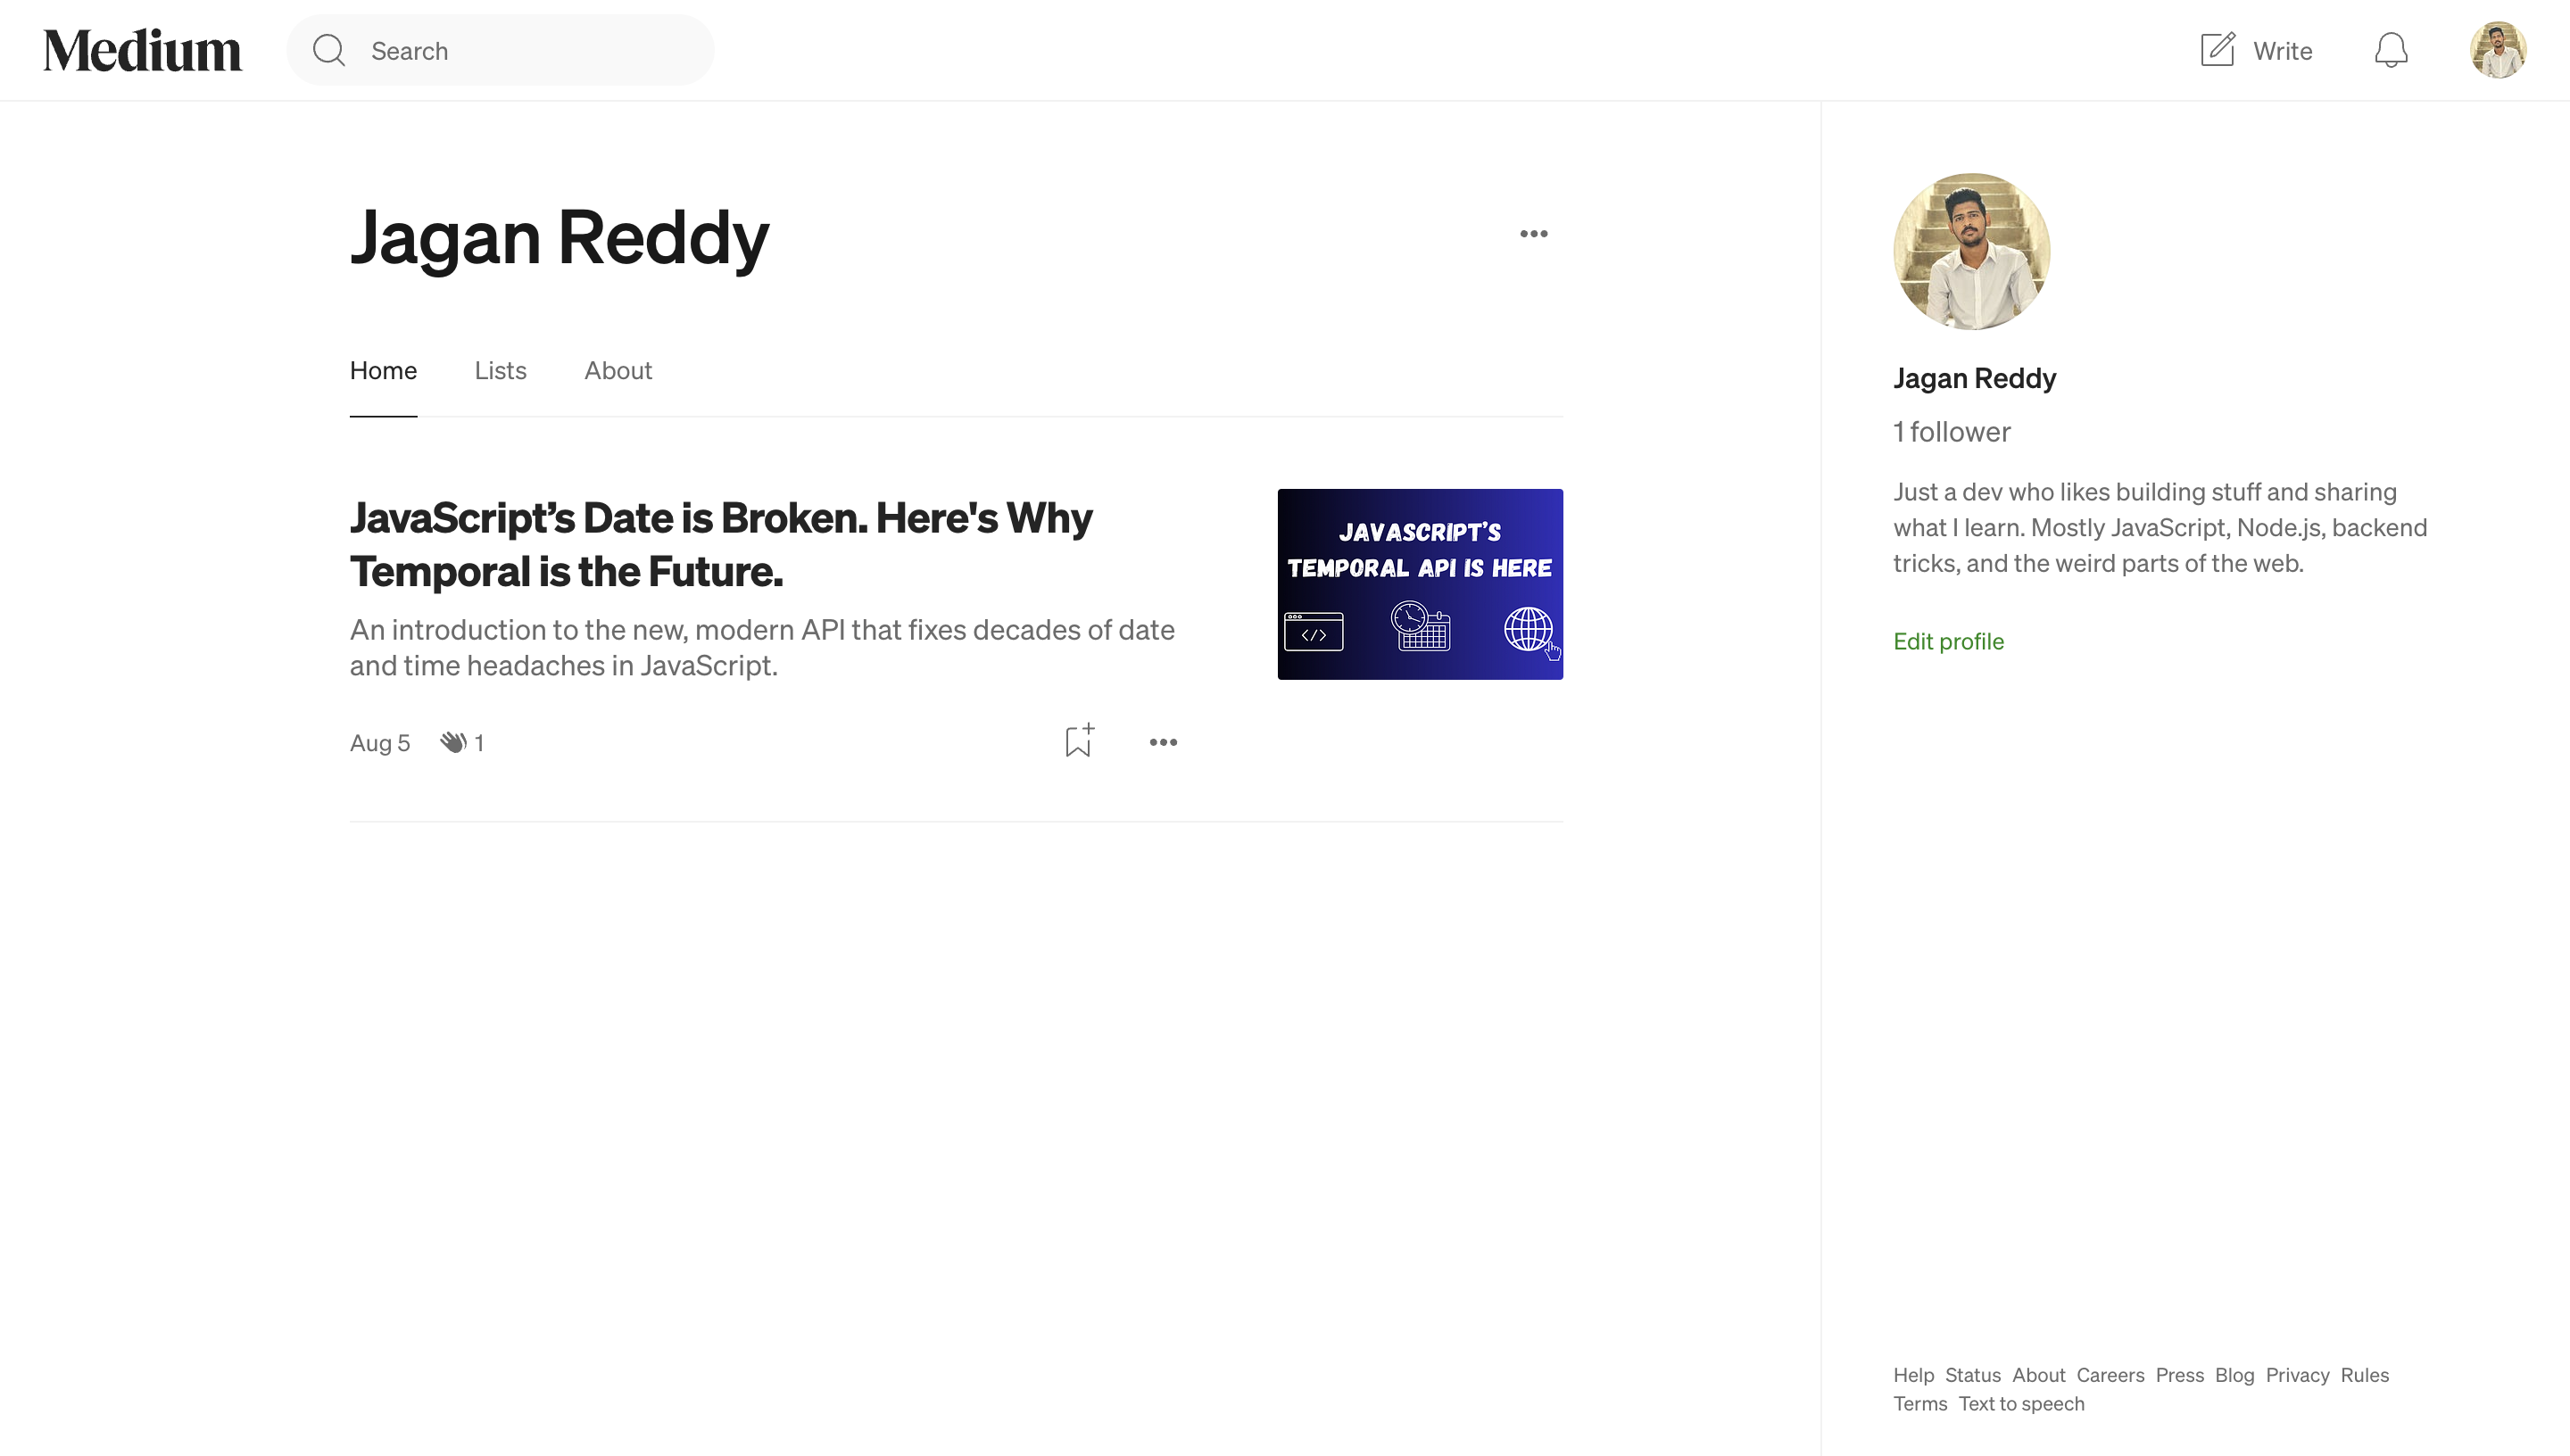 Medium
Search
Write
Jagan Reddy
Home
Lists
About
JavaScript’s Date is Broken. Here's Why
Temporal is the Future.
An introduction to the new, modern API that fixes decades of date
and time headaches in JavaScript.
Aug 5
1
JAVASCRIPT’S
TEMPORAL API IS HERE
</>
Jagan Reddy
1 follower
Just a dev who likes building stuff and sharing
what I learn. Mostly JavaScript, Node.js, backend
tricks, and the weird parts of the web.
Edit profile
Help Status About Careers Press Blog Privacy Rules
Terms Text to speech